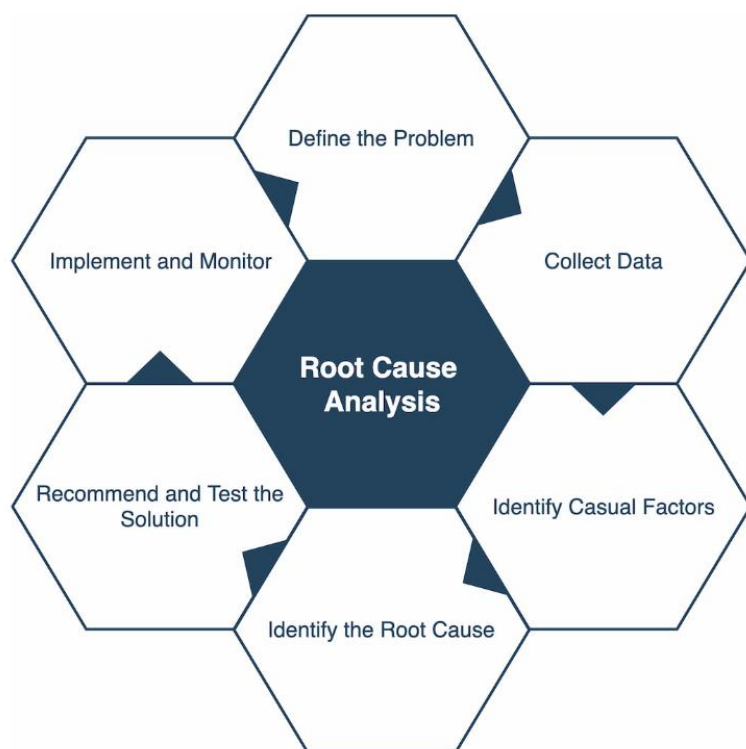 Define the Problem
Implement and Monitor
Collect Data
Root Cause
Analysis
Recommend and Test the
Solution
Identify Casual Factors
Identify the Root Cause